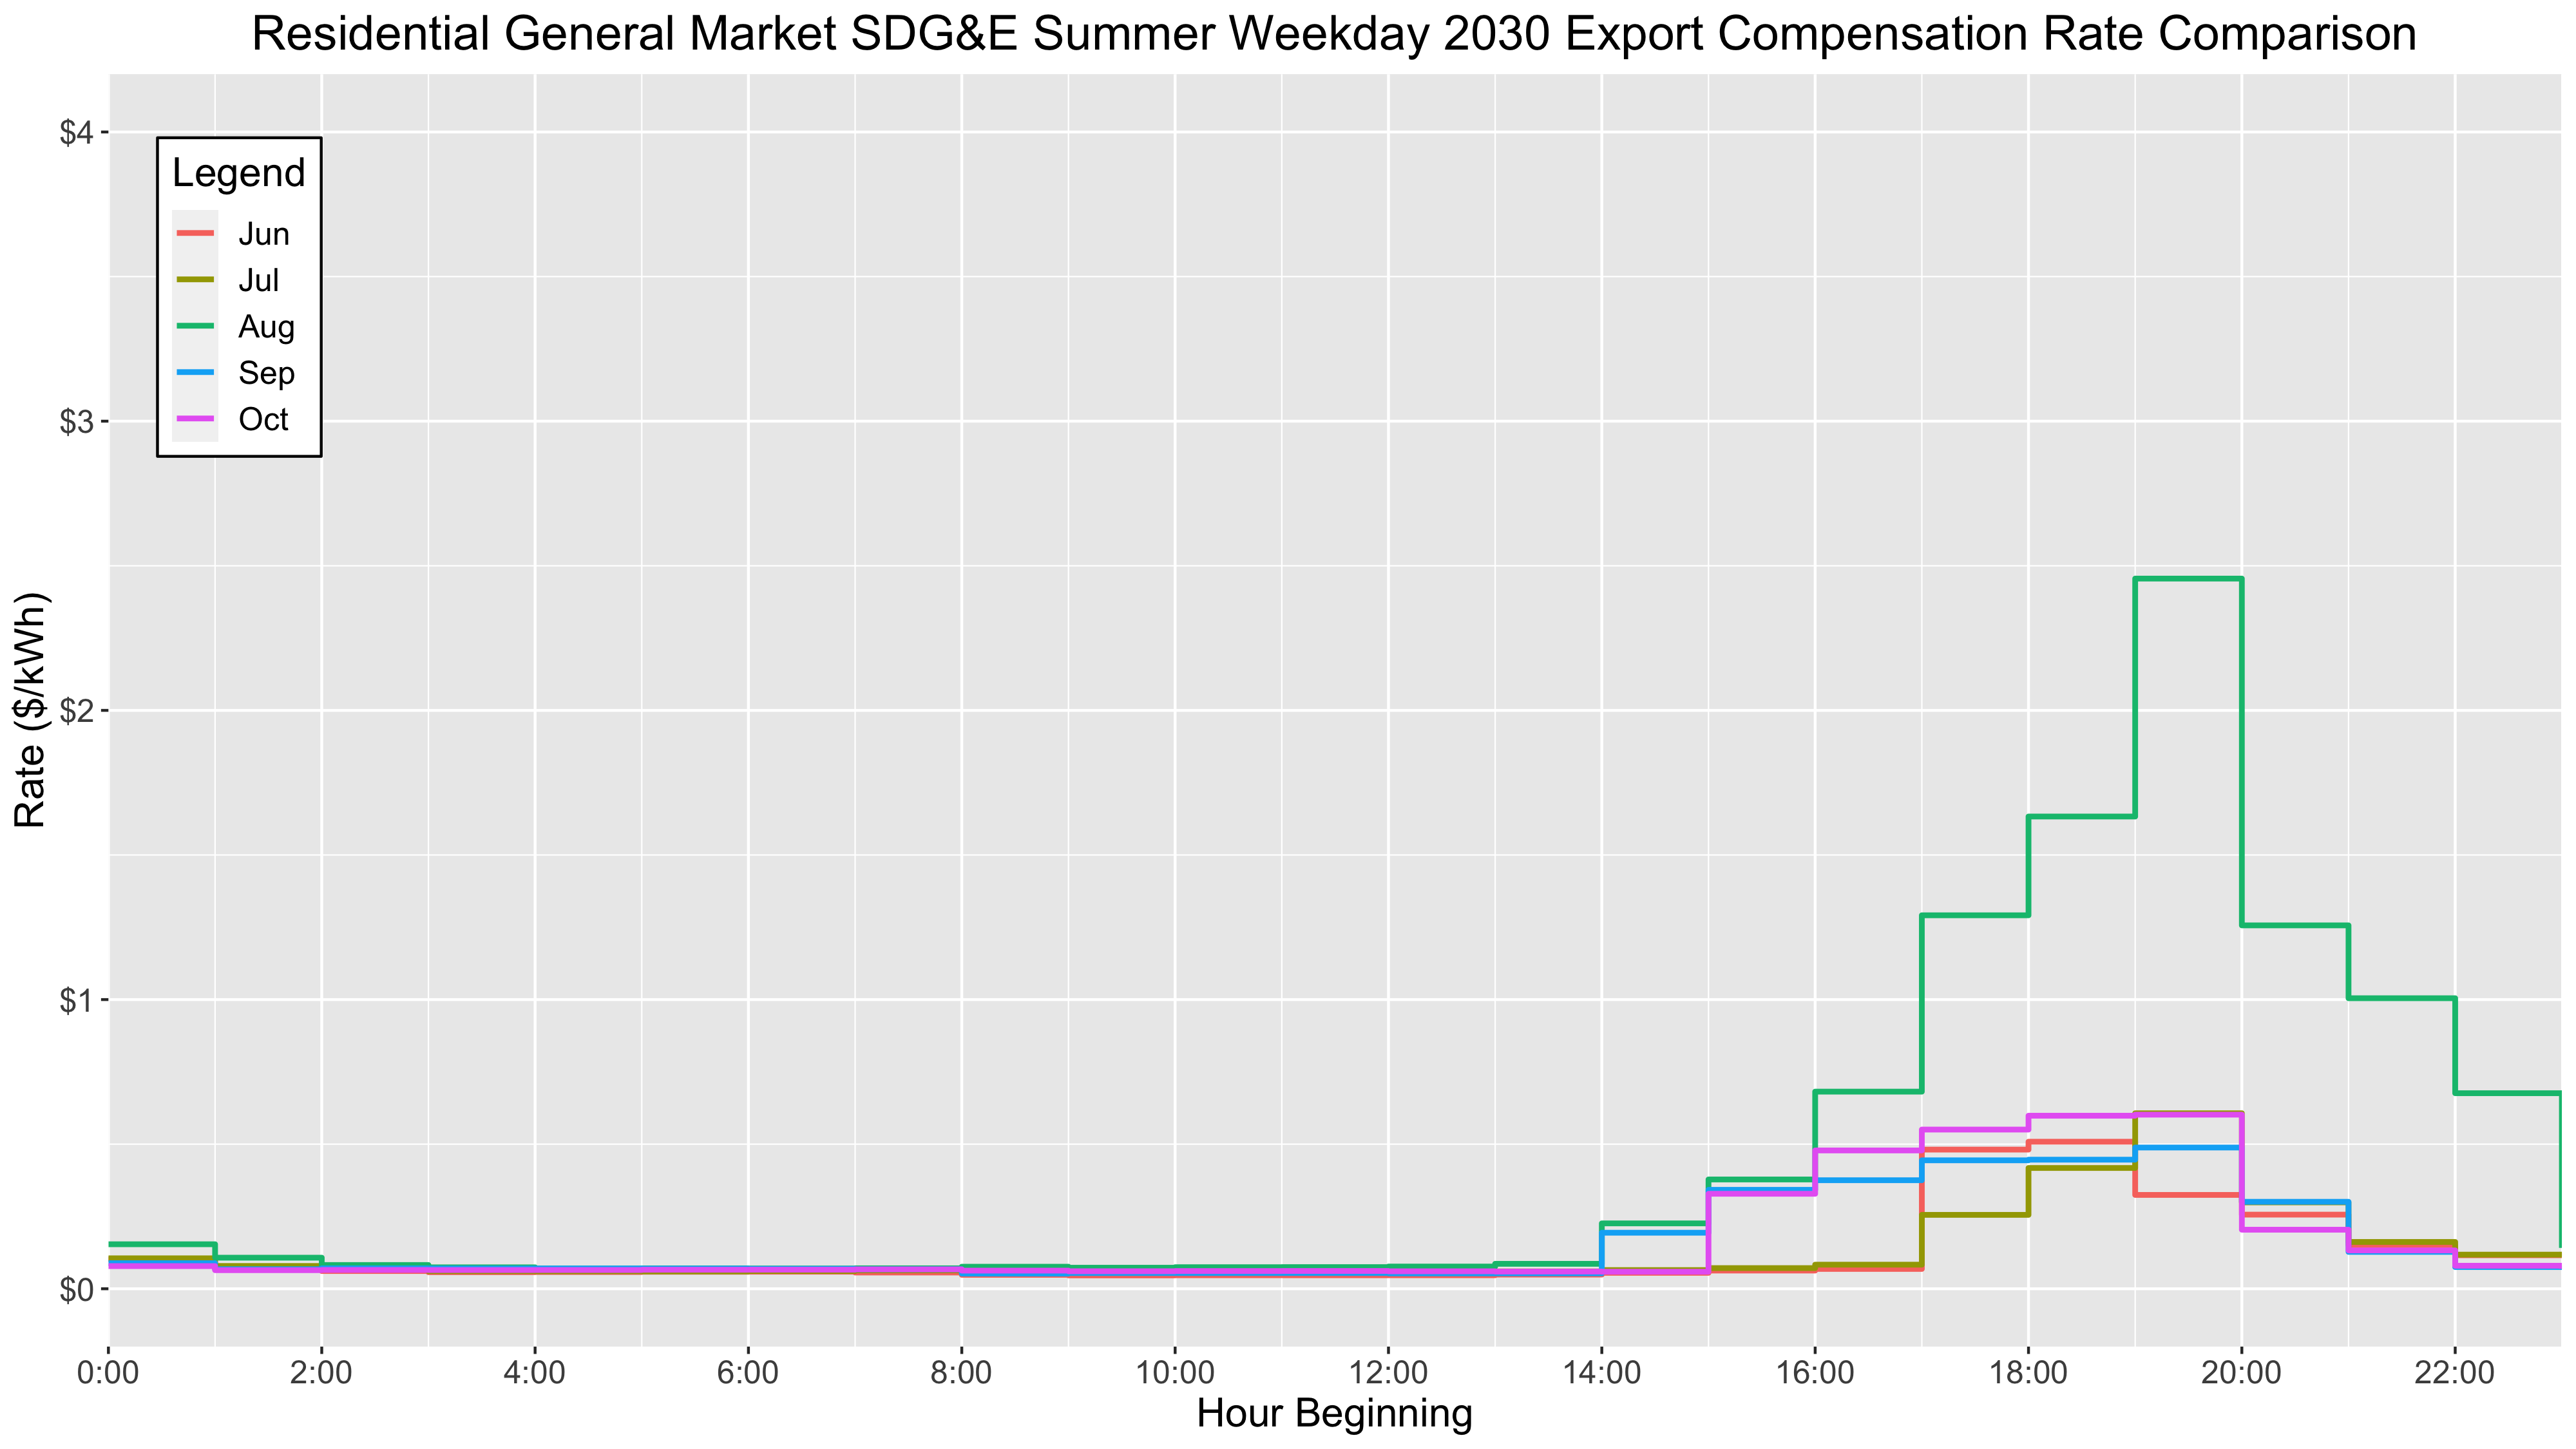 Residential General Market SDG&E Summer Weekday 2030 Export Compensation Rate Comparison
Rate ($/kWh)
$4
$3
$2
$1
$0
Legend
Jun
Jul
Aug
Sep
Oct
0:00 2:00 4:00 6:00 8:00 10:00 12:00 14:00 16:00 18:00 20:00 22:00
Hour Beginning